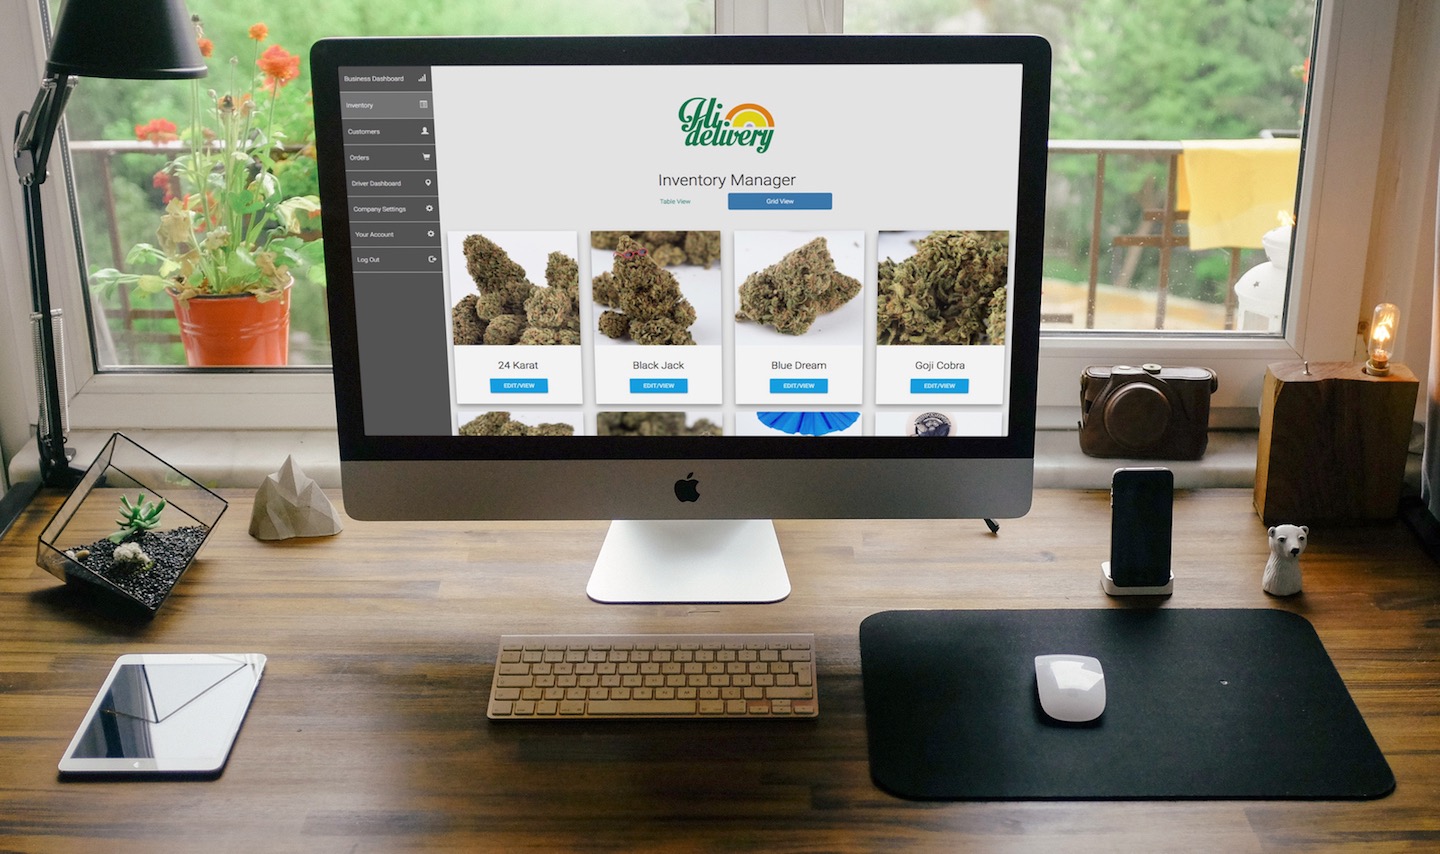 Business Dashboard
Inventory
Customers
Orders
Driver Dashboard
Company Settings
Your Account
Log Out
Hi
delivery
Inventory Manager
Table View
Grid View
24 Karat
Black Jack
Blue Dream
Goji Cobra
EDIT/VIEW
EDIT/VIEW
EDIT/VIEW
EDIT/VIEW